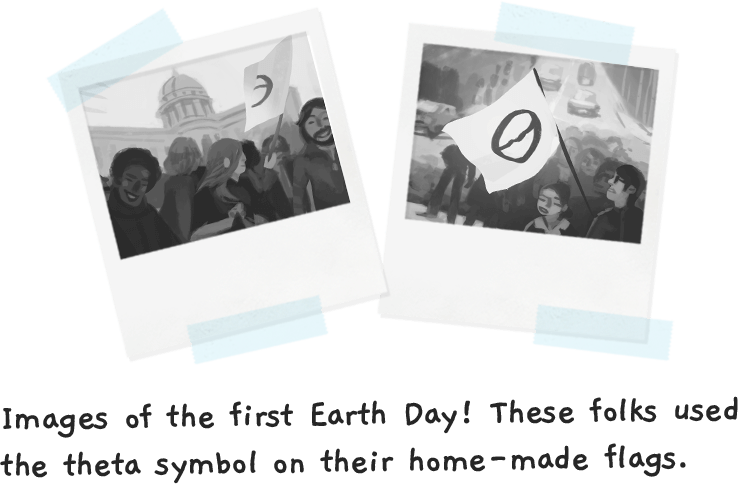 Images of the first Earth Day! These folks used
the theta symbol on their home-made flags.